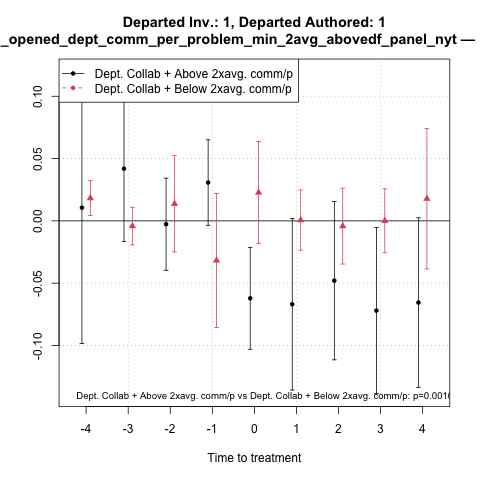 Departed Inv.: 1, Departed Authored: 1
_opened_dept_comm_per_problem_min_2avg_abovedf_panel_nyt —
Dept. Collab + Above 2xavg. comm/p
Dept. Collab + Below 2xavg. comm/p
0.10
0.05
0.00
-0.05
-0.10
Dept. Collab + Above 2xavg. comm/p vs Dept. Collab + Below 2xavg. comm/p: p=0.001
-4 -3 -2 -1 0 1 2 3 4
Time to treatment